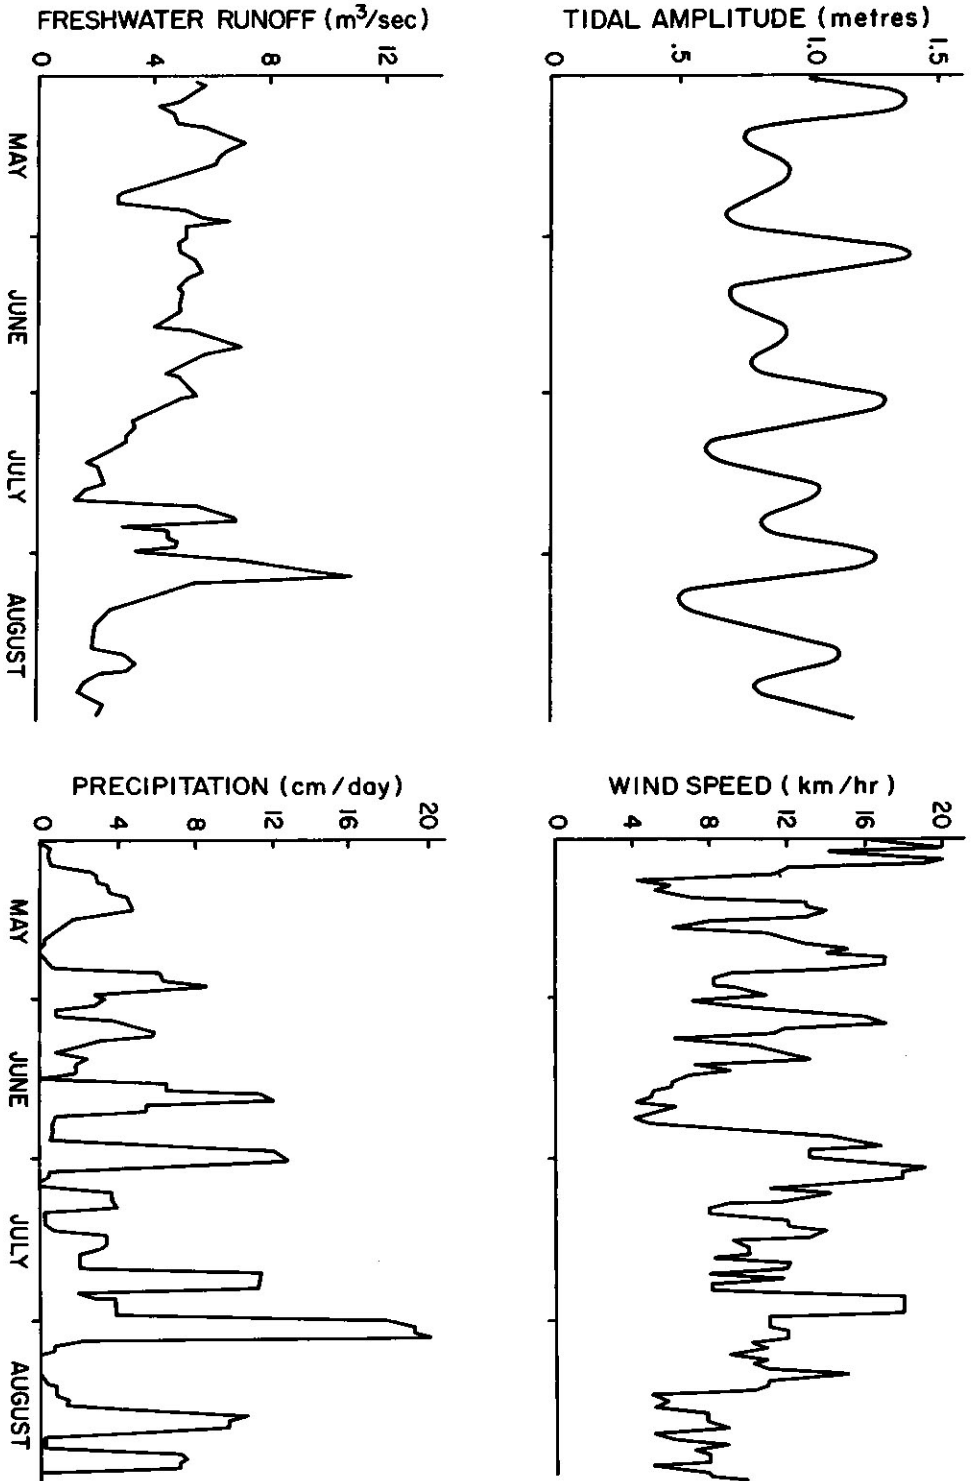 FRESHWATER RUNOFF (m³/sec)
0 4 8 12
MAY JUNE JULY AUGUST
TIDAL AMPLITUDE (metres)
0 .5 1.0 1.5
PRECIPITATION (cm/day)
0 4 8 12 16 20
MAY JUNE JULY AUGUST
WIND SPEED ( km/hr )
0 4 8 12 16 20